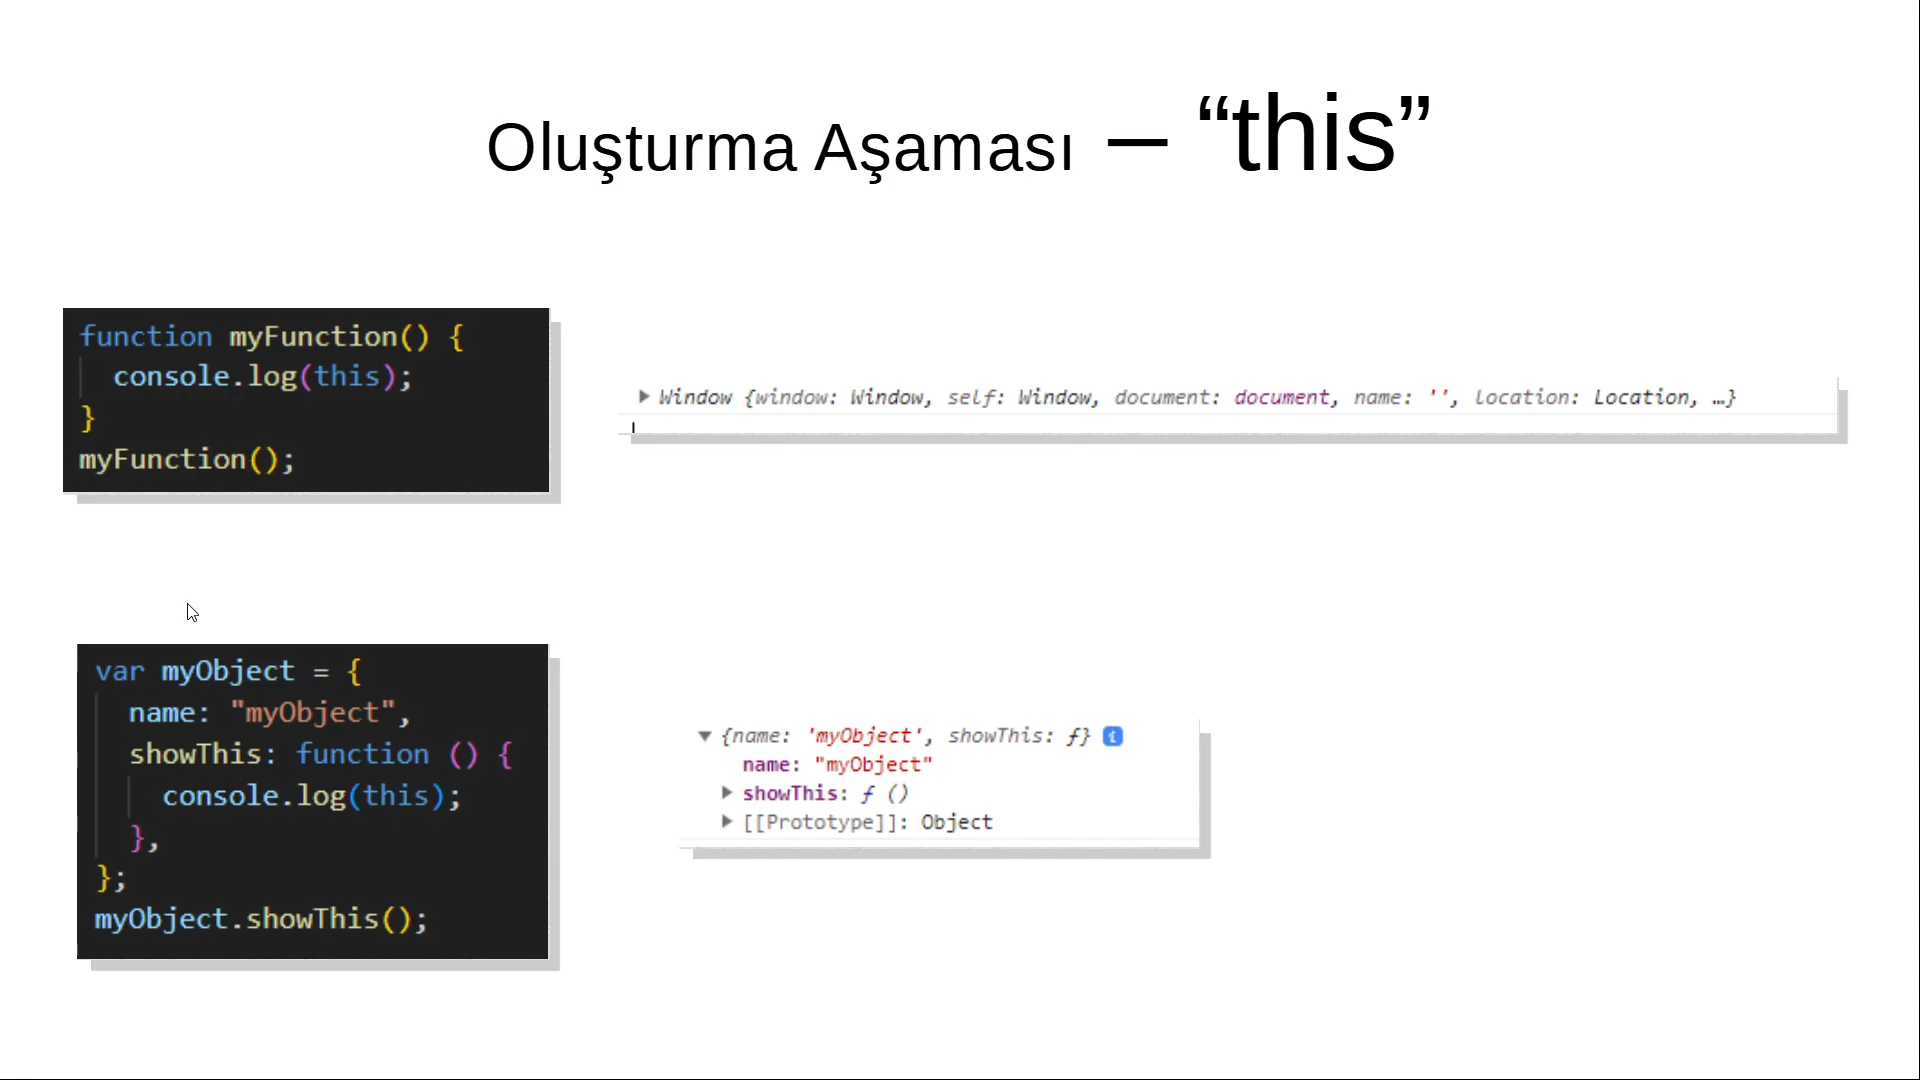 Oluşturma Aşaması – “this”
function myFunction() {
console.log(this);
}
myFunction();
Window {window: Window, self: Window, document: document, name: '', location: Location, …}
var myObject = {
name: "myObject",
showThis: function () {
console.log(this);
},
};
myObject.showThis();
{name: 'myObject', showThis: ƒ} i
name: "myObject"
showThis: ƒ ()
[[Prototype]]: Object